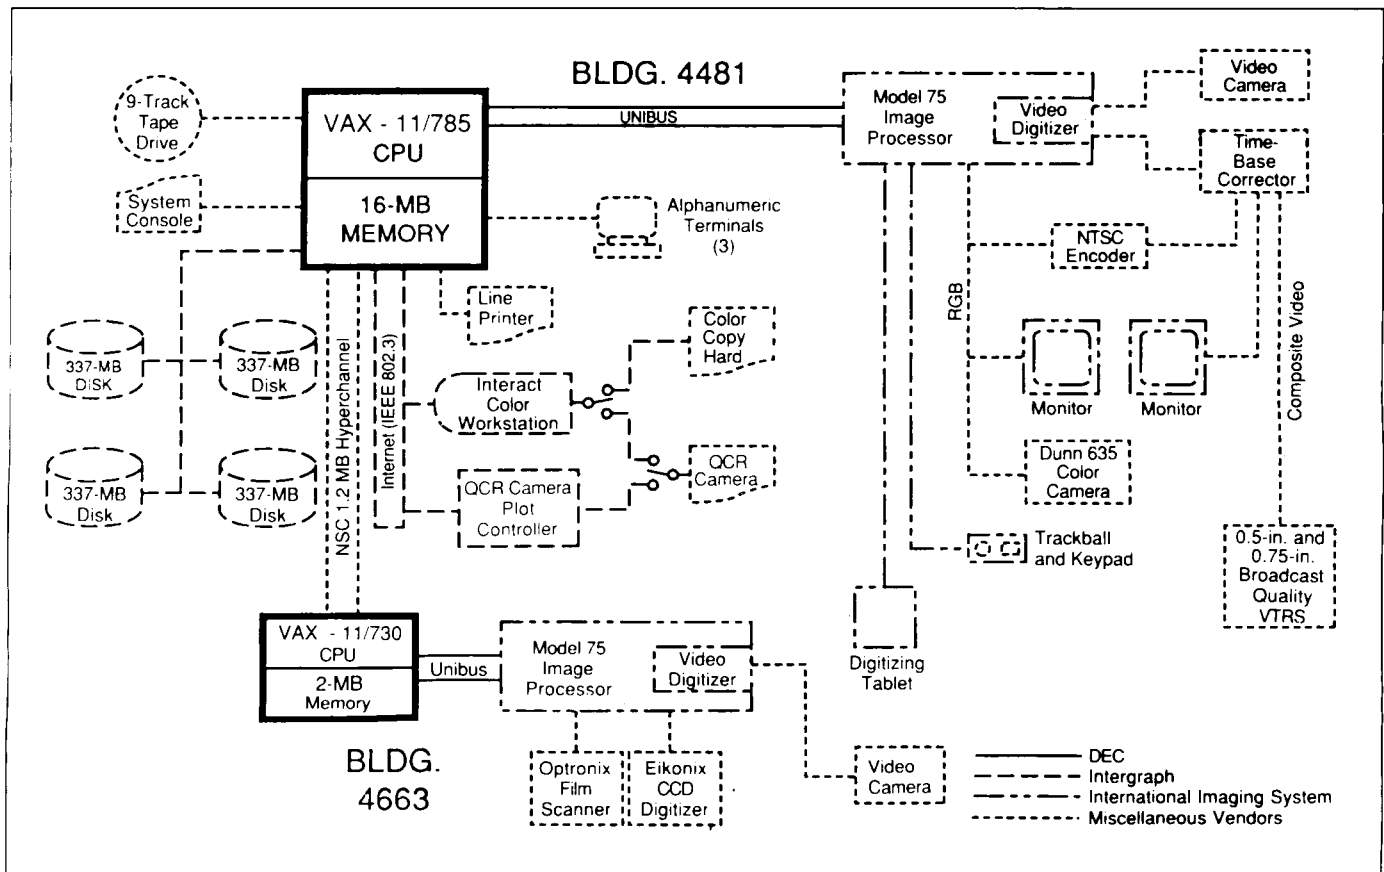 BLDG. 4481
9-Track
Tape
Drive
VAX - 11/785
CPU
16-MB
MEMORY
System
Console
UNIBUS
Model 75
Image
Processor
Video
Digitizer
Video
Camera
Time-
Base
Corrector
Alphanumeric
Terminals
(3)
NTSC
Encoder
RGB
Composite Video
Line
Printer
Color
Copy
Hard
337-MB
DISK
337-MB
Disk
337-MB
Disk
337-MB
Disk
NSC 1.2 MB Hyperchannel
Internet (IEEE 802.3)
Interact
Color
Workstation
QCR Camera
Plot
Controller
QCR
Camera
Monitor
Monitor
Dunn 635
Color
Camera
Trackball
and Keypad
0.5-in. and
0.75-in.
Broadcast
Quality
VTRS
Digitizing
Tablet
VAX - 11/730
CPU
2-MB
Memory
Unibus
Model 75
Image
Processor
Video
Digitizer
BLDG.
4663
Optronix
Film
Scanner
Eikonix
CCD
Digitizer
Video
Camera
DEC
Intergraph
International Imaging System
Miscellaneous Vendors